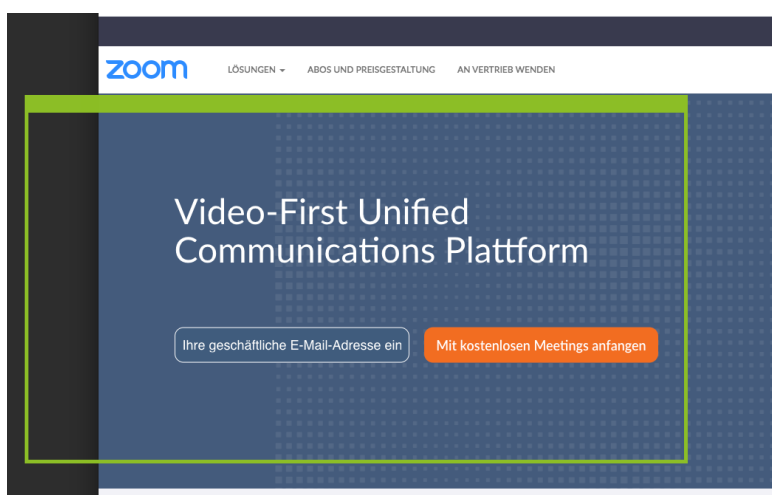 zoom
LÖSUNGEN
ABOS UND PREISGESTALTUNG
AN VERTRIEB WENDEN
Video-First Unified
Communications Plattform
Ihre geschäftliche E-Mail-Adresse ein
Mit kostenlosen Meetings anfangen